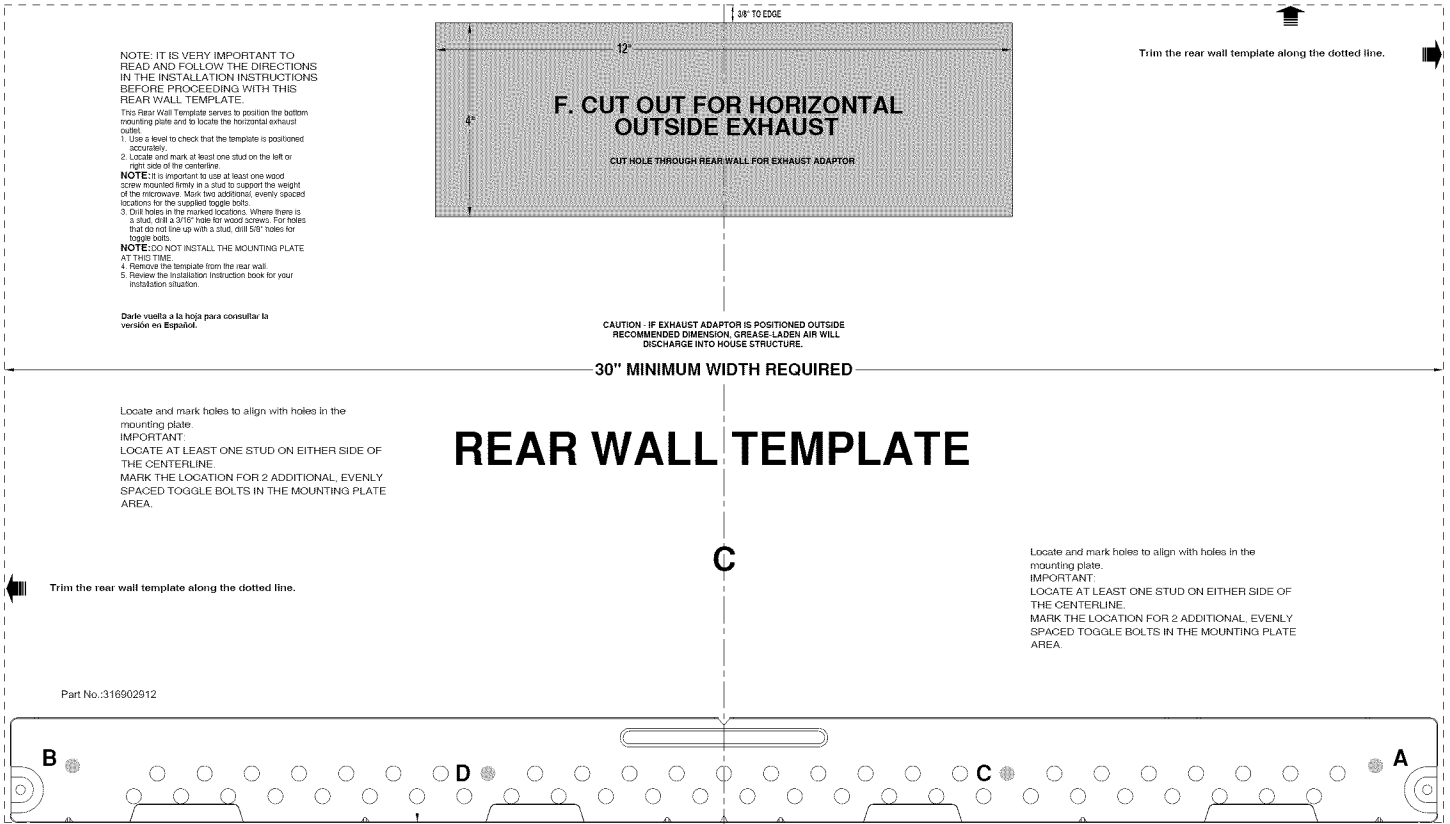 3/8" TO EDGE
Trim the rear wall template along the dotted line.
NOTE: IT IS VERY IMPORTANT TO
READ AND FOLLOW THE DIRECTIONS
IN THE INSTALLATION INSTRUCTIONS
BEFORE PROCEEDING WITH THIS
REAR WALL TEMPLATE.
This Rear Wall Template serves to position the bottom
mounting plate and to locate the horizontal exhaust
outlet.
1. Use a level to check that the template is positioned
accurately.
2. Locate and mark at least one stud on the left or
right side of the centerline.
NOTE: It is important to use at least one wood
screw mounted firmly in a stud to support the weight
of the microwave. Mark two additional, evenly spaced
locations for the supplied toggle bolts.
3. Drill holes in the marked locations. Where there is
a stud, drill a 3/16" hole for wood screws. For holes
that do not line up with a stud, drill 5/8" holes for
toggle bolts.
NOTE: DO NOT INSTALL THE MOUNTING PLATE
AT THIS TIME.
4. Remove the template from the rear wall.
5. Review the Installation Instruction book for your
installation situation.
Darle vuelta a la hoja para consultar la
versión en Español.
12"
4"
F. CUT OUT FOR HORIZONTAL
OUTSIDE EXHAUST
CUT HOLE THROUGH REAR WALL FOR EXHAUST ADAPTOR
CAUTION - IF EXHAUST ADAPTOR IS POSITIONED OUTSIDE
RECOMMENDED DIMENSION, GREASE-LADEN AIR WILL
DISCHARGE INTO HOUSE STRUCTURE.
30" MINIMUM WIDTH REQUIRED
Locate and mark holes to align with holes in the
mounting plate.
IMPORTANT:
LOCATE AT LEAST ONE STUD ON EITHER SIDE OF
THE CENTERLINE.
MARK THE LOCATION FOR 2 ADDITIONAL, EVENLY
SPACED TOGGLE BOLTS IN THE MOUNTING PLATE
AREA.
REAR WALL TEMPLATE
C
Locate and mark holes to align with holes in the
mounting plate.
IMPORTANT:
LOCATE AT LEAST ONE STUD ON EITHER SIDE OF
THE CENTERLINE.
MARK THE LOCATION FOR 2 ADDITIONAL, EVENLY
SPACED TOGGLE BOLTS IN THE MOUNTING PLATE
AREA.
Trim the rear wall template along the dotted line.
Part No.:316902912
B
D
C
A